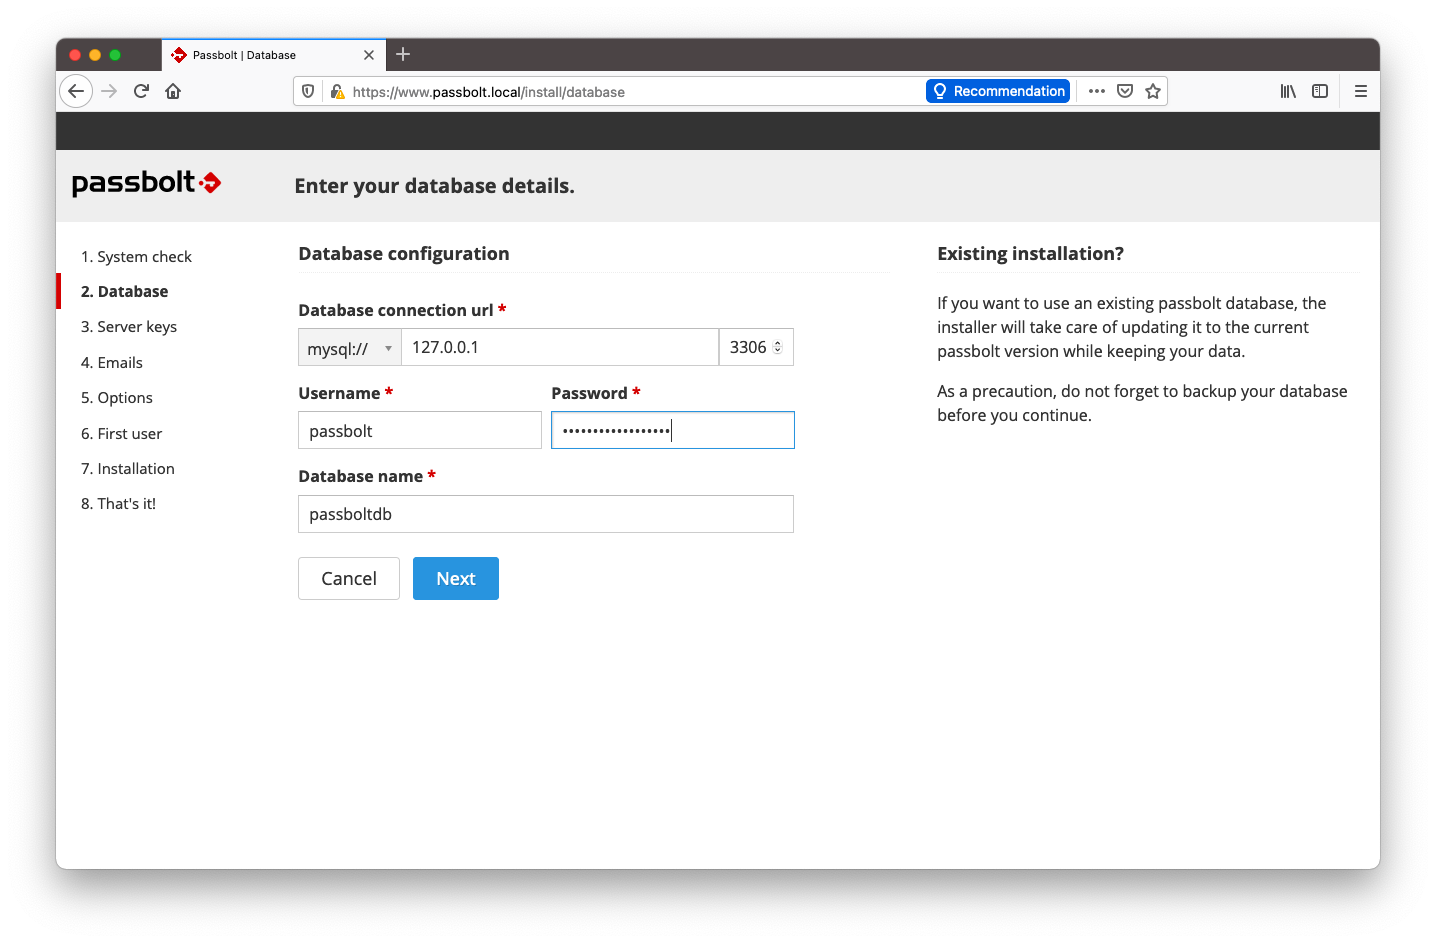 Passbolt | Database
https://www.passbolt.local/install/database
Recommendation
passbolt
Enter your database details.
1. System check
2. Database
3. Server keys
4. Emails
5. Options
6. First user
7. Installation
8. That's it!
Database configuration
Database connection url *
mysql:// 127.0.0.1 3306
Username * Password *
passbolt ••••••••••••••••••
Database name *
passboltdb
Cancel Next
Existing installation?
If you want to use an existing passbolt database, the
installer will take care of updating it to the current
passbolt version while keeping your data.
As a precaution, do not forget to backup your database
before you continue.